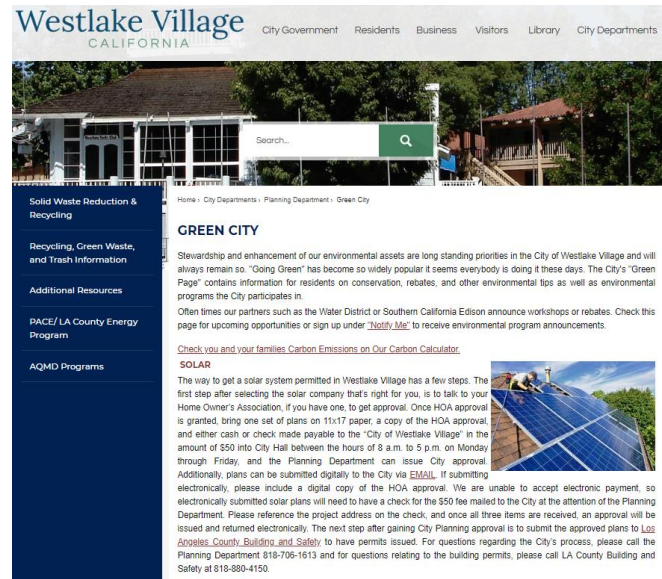 Westlake Village
CALIFORNIA
City Government Residents Business Visitors Library City Departments
Search...
Solid Waste Reduction &
Recycling
Recycling, Green Waste,
and Trash Information
Additional Resources
PACE/ LA County Energy
Program
AQMD Programs
Home › City Departments › Planning Department › Green City
GREEN CITY
Stewardship and enhancement of our environmental assets are long standing priorities in the City of Westlake Village and will
always remain so. "Going Green" has become so widely popular it seems everybody is doing it these days. The City's "Green
Page" contains information for residents on conservation, rebates, and other environmental tips as well as environmental
programs the City participates in.
Often times our partners such as the Water District or Southern California Edison announce workshops or rebates. Check this
page for upcoming opportunities or sign up under "Notify Me" to receive environmental program announcements.
Check you and your families Carbon Emissions on Our Carbon Calculator.
SOLAR
The way to get a solar system permitted in Westlake Village has a few steps. The
first step after selecting the solar company that's right for you, is to talk to your
Home Owner's Association, if you have one, to get approval. Once HOA approval
is granted, bring one set of plans on 11x17 paper, a copy of the HOA approval,
and either cash or check made payable to the "City of Westlake Village" in the
amount of $50 into City Hall between the hours of 8 a.m. to 5 p.m. on Monday
through Friday, and the Planning Department can issue City approval.
Additionally, plans can be submitted digitally to the City via EMAIL. If submitting
electronically, please include a digital copy of the HOA approval. We are unable to accept electronic payment, so
electronically submitted solar plans will need to have a check for the $50 fee mailed to the City at the attention of the Planning
Department. Please reference the project address on the check, and once all three items are received, an approval will be
issued and returned electronically. The next step after gaining City Planning approval is to submit the approved plans to Los
Angeles County Building and Safety to have permits issued. For questions regarding the City's process, please call the
Planning Department 818-706-1613 and for questions relating to the building permits, please call LA County Building and
Safety at 818-880-4150.